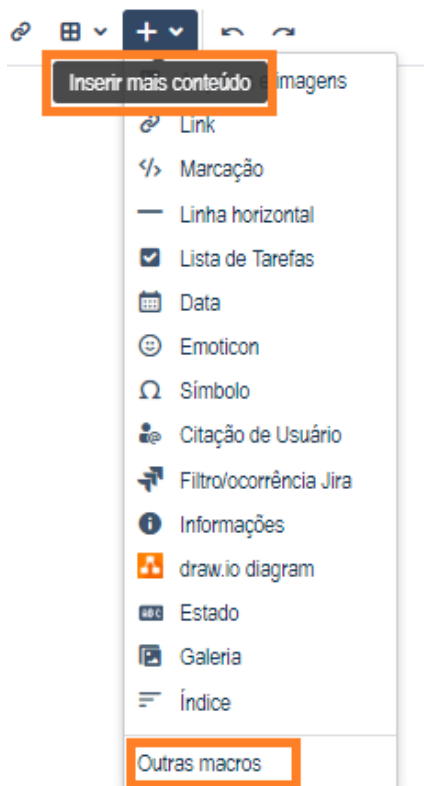 Inserir mais conteúdo
imagens
Link
Marcação
Linha horizontal
Lista de Tarefas
Data
Emoticon
Símbolo
Citação de Usuário
Filtro/ocorrência Jira
Informações
draw.io diagram
Estado
Galeria
Índice
Outras macros